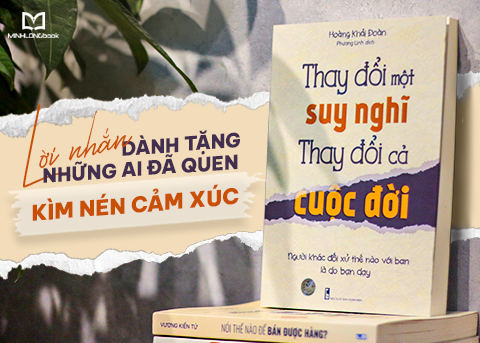 MINHLONGbook
Lời nhắn
DÀNH TẶNG
NHỮNG AI ĐÃ QUEN
KÌM NÉN CẢM XÚC
Hoàng Khải Đoàn
Phương Linh dịch
Thay đổi một
suy nghĩ
Thay đổi cả
cuộc đời
Người khác đối xử thế nào với bạn
là do bạn dạy
VƯƠNG KIẾN TỨ
NÓI THẾ NÀO ĐỂ BÁN ĐƯỢC HÀNG?